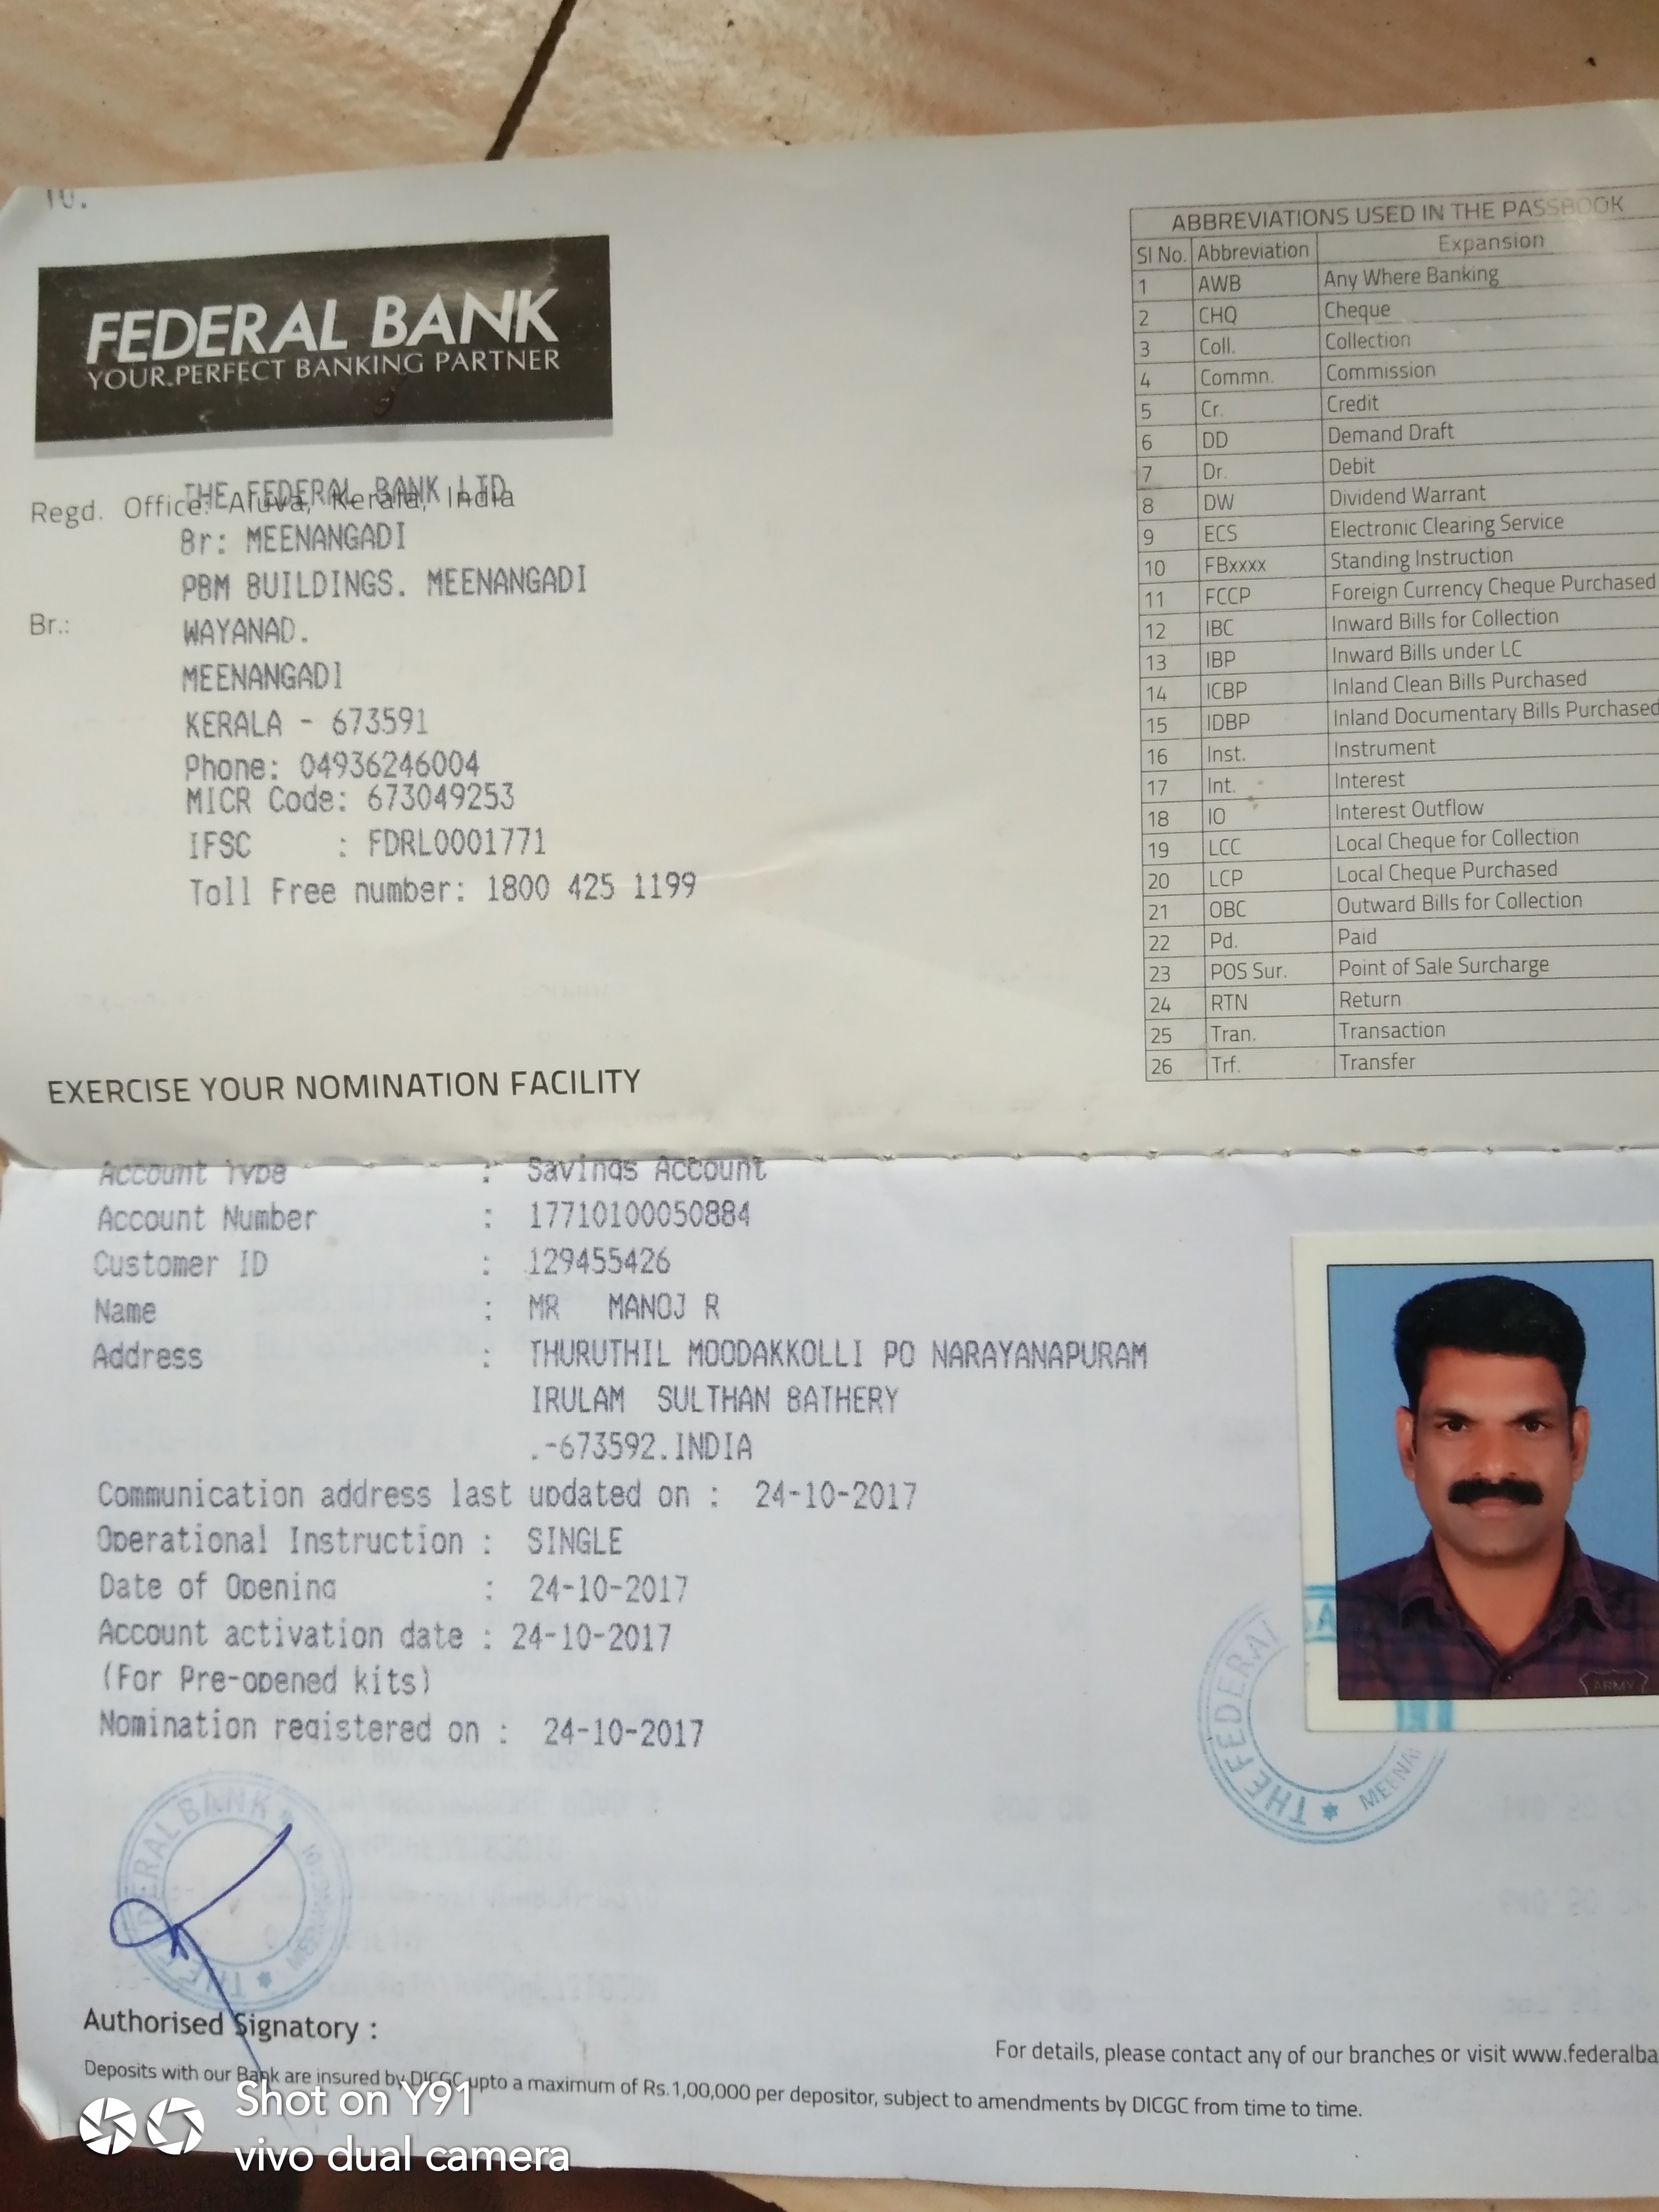 10.
FEDERAL BANK
YOUR PERFECT BANKING PARTNER
THE FEDERAL BANK LTD
Regd. Office: Aluva, Kerala, India
Br: MEENANGADI
PBM BUILDINGS. MEENANGADI
Br.:
WAYANAD.
MEENANGADI
KERALA - 673591
Phone: 04936246004
MICR Code: 673049253
IFSC : FDRL0001771
Toll Free number: 1800 425 1199
EXERCISE YOUR NOMINATION FACILITY
ABBREVIATIONS USED IN THE PASSBOOK
Sl No. Abbreviation Expansion
1 AWB Any Where Banking
2 CHQ Cheque
3 Coll. Collection
4 Commn. Commission
5 Cr. Credit
6 DD Demand Draft
7 Dr. Debit
8 DW Dividend Warrant
9 ECS Electronic Clearing Service
10 FBxxxx Standing Instruction
11 FCCP Foreign Currency Cheque Purchased
12 IBC Inward Bills for Collection
13 IBP Inward Bills under LC
14 ICBP Inland Clean Bills Purchased
15 IDBP Inland Documentary Bills Purchased
16 Inst. Instrument
17 Int. Interest
18 IO Interest Outflow
19 LCC Local Cheque for Collection
20 LCP Local Cheque Purchased
21 OBC Outward Bills for Collection
22 Pd. Paid
23 POS Sur. Point of Sale Surcharge
24 RTN Return
25 Tran. Transaction
26 Trf. Transfer
Account Type : Savings Account
Account Number : 17710100050884
Customer ID : 129455426
Name : MR MANOJ R
Address : THURUTHIL MOODAKKOLLI PO NARAYANAPURAM
IRULAM SULTHAN BATHERY
.-673592.INDIA
Communication address last updated on : 24-10-2017
Operational Instruction : SINGLE
Date of Opening : 24-10-2017
Account activation date : 24-10-2017
(For Pre-opened kits)
Nomination registered on : 24-10-2017
ARMY
THE FEDERAL
MEENA
THE FEDERAL BANK
Authorised Signatory :
For details, please contact any of our branches or visit www.federalba
Deposits with our Bank are insured by DICGC upto a maximum of Rs.1,00,000 per depositor, subject to amendments by DICGC from time to time.
Shot on Y91
vivo dual camera